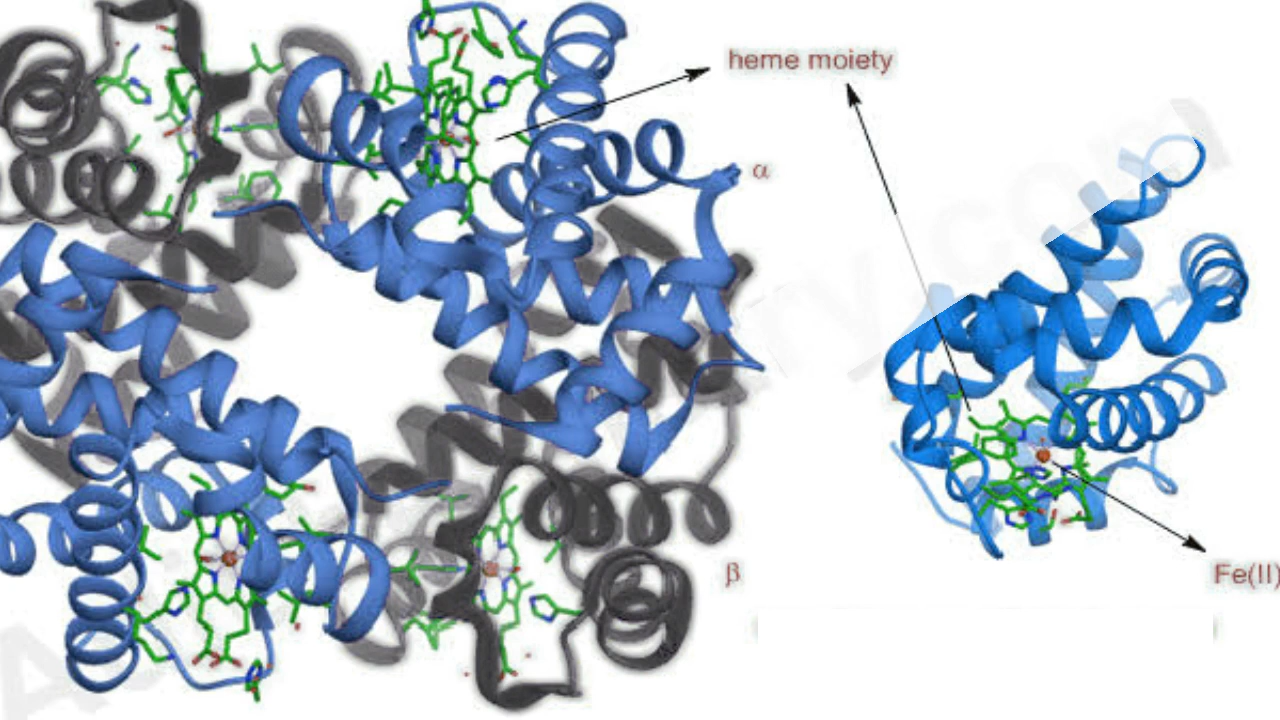 heme moiety
α
β
Fe(II)